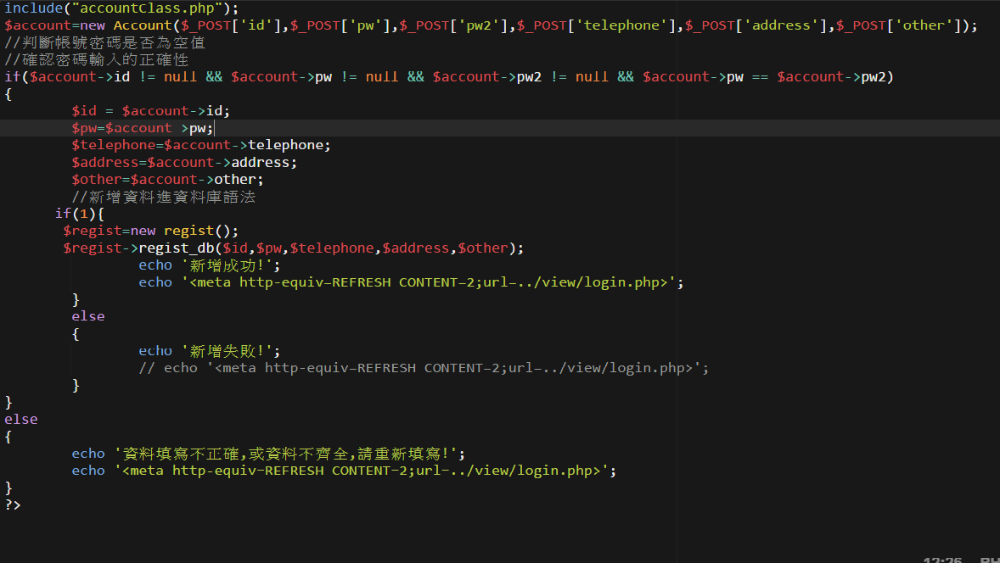 include("accountClass.php");
$account=new Account($_POST['id'],$_POST['pw'],$_POST['pw2'],$_POST['telephone'],$_POST['address'],$_POST['other']);
//判斷帳號密碼是否為空值
//確認密碼輸入的正確性
if($account->id != null && $account->pw != null && $account->pw2 != null && $account->pw == $account->pw2)
{
$id = $account->id;
$pw=$account >pw;
$telephone=$account->telephone;
$address=$account->address;
$other=$account->other;
//新增資料進資料庫語法
if(1){
$regist=new regist();
$regist->regist_db($id,$pw,$telephone,$address,$other);
echo '新增成功!';
echo '<meta http-equiv=REFRESH CONTENT=2;url=../view/login.php>';
}
else
{
echo '新增失敗!';
// echo '<meta http-equiv=REFRESH CONTENT=2;url=../view/login.php>';
}
}
else
{
echo '資料填寫不正確,或資料不齊全,請重新填寫!';
echo '<meta http-equiv=REFRESH CONTENT=2;url=../view/login.php>';
}
?>